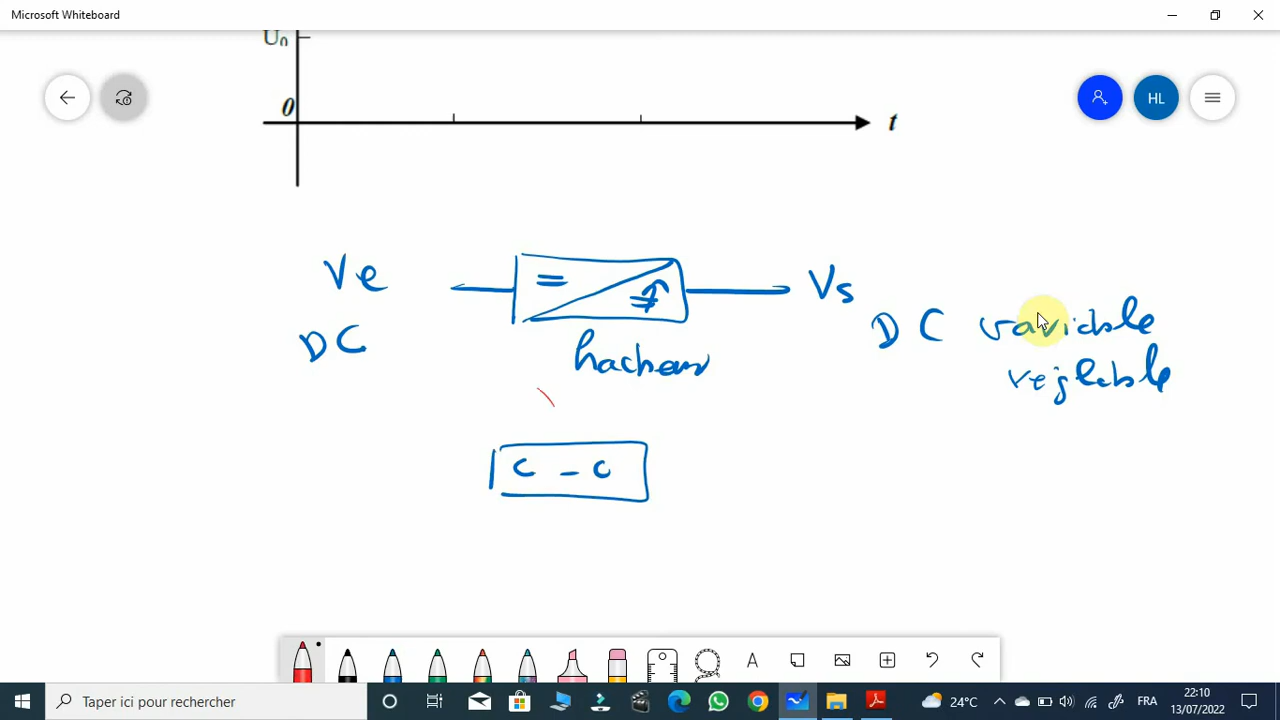 Microsoft Whiteboard
U₀
0
t
HL
Ve
=
Vs
DC
hacheur
DC variable
réglable
C - C
A
Taper ici pour rechercher
24°C
FRA
22:10
13/07/2022